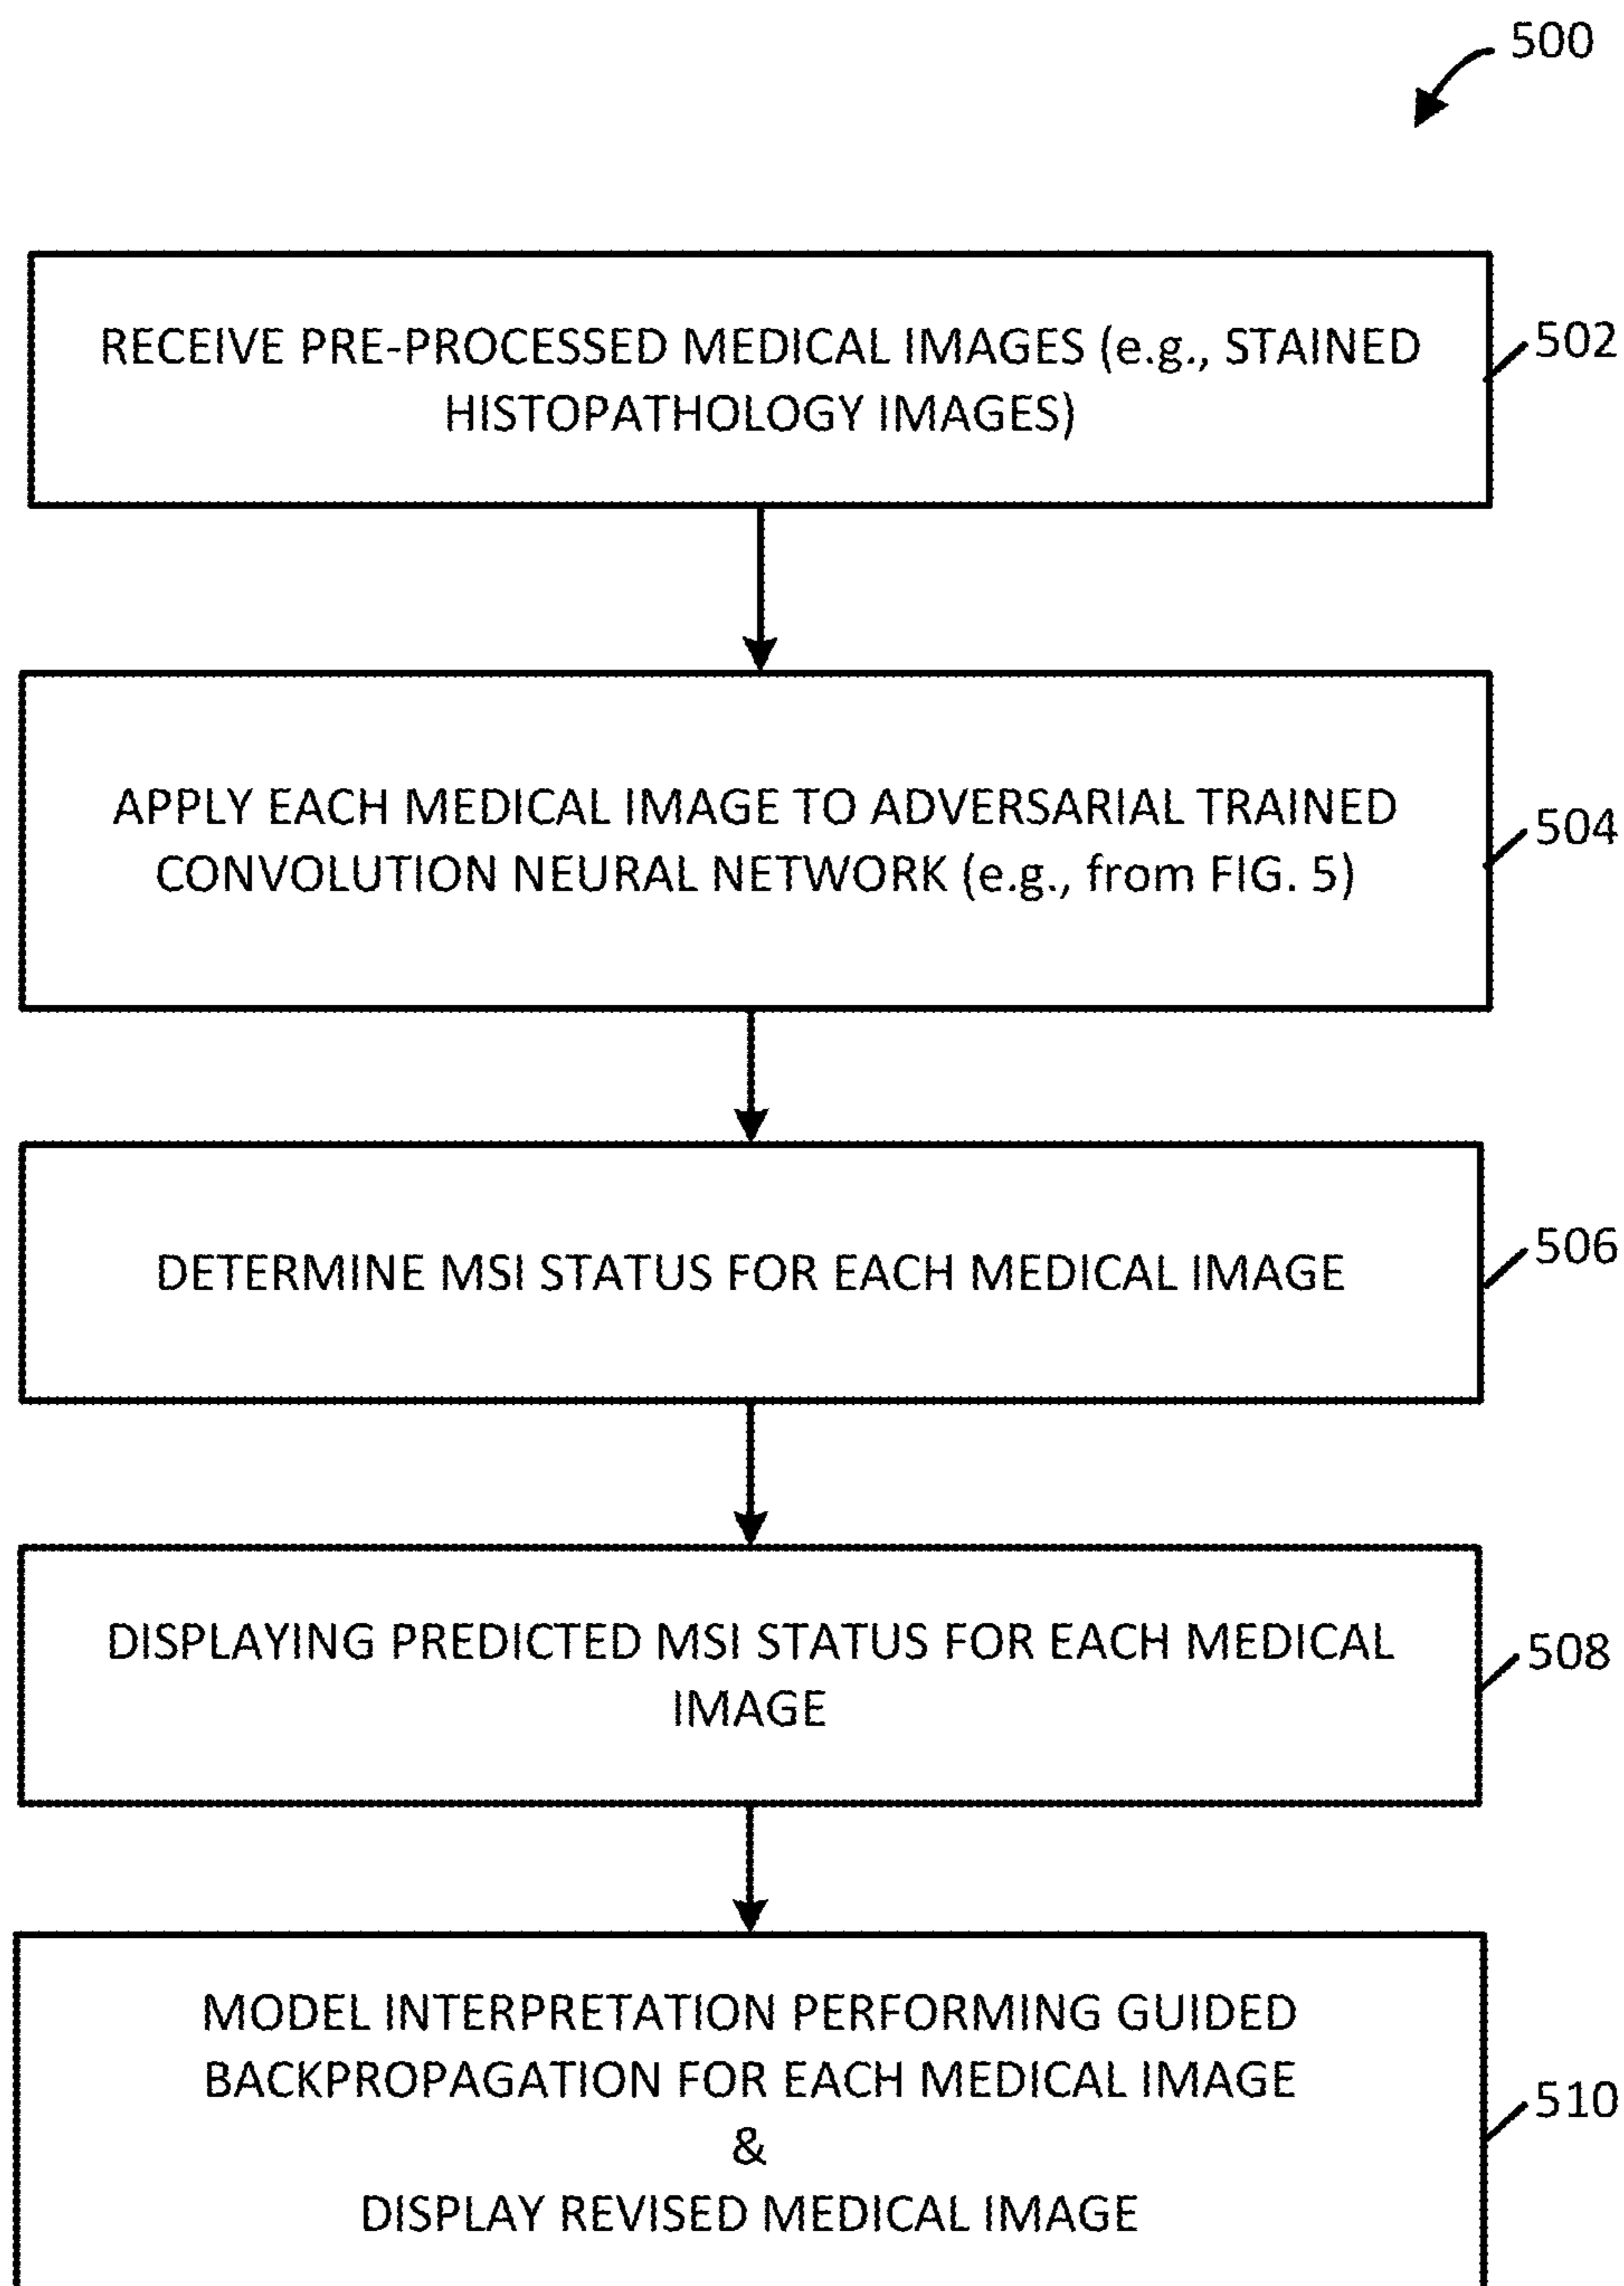 500
RECEIVE PRE-PROCESSED MEDICAL IMAGES (e.g., STAINED
HISTOPATHOLOGY IMAGES)
502
APPLY EACH MEDICAL IMAGE TO ADVERSARIAL TRAINED
CONVOLUTION NEURAL NETWORK (e.g., from FIG. 5)
504
DETERMINE MSI STATUS FOR EACH MEDICAL IMAGE
506
DISPLAYING PREDICTED MSI STATUS FOR EACH MEDICAL
IMAGE
508
MODEL INTERPRETATION PERFORMING GUIDED
BACKPROPAGATION FOR EACH MEDICAL IMAGE
&
DISPLAY REVISED MEDICAL IMAGE
510